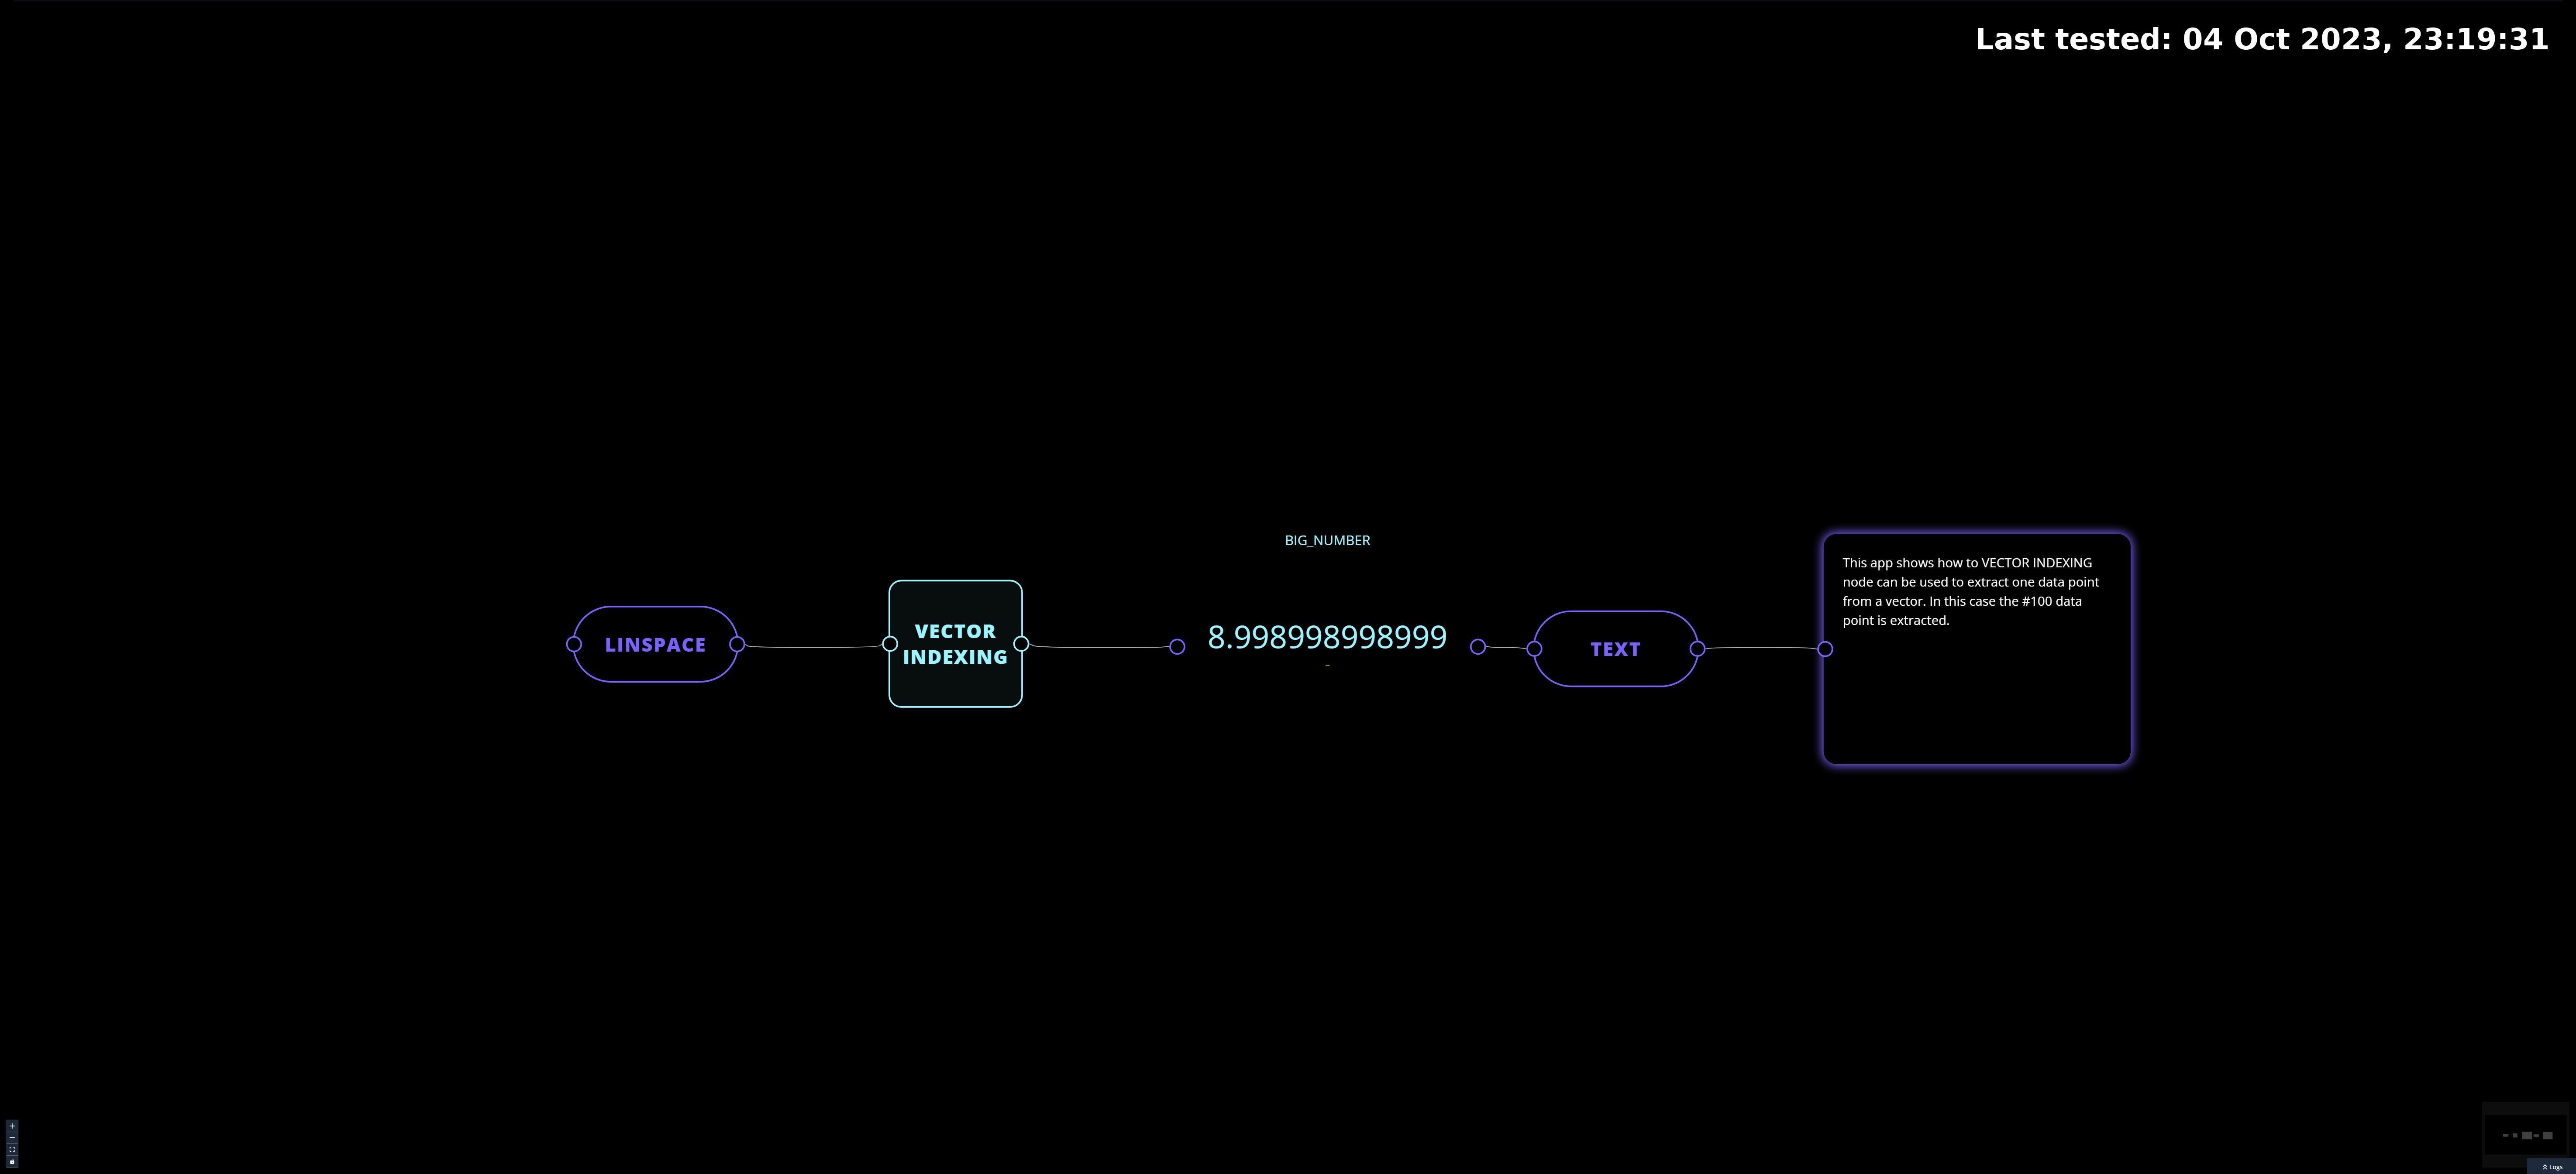 Last tested: 04 Oct 2023, 23:19:31
BIG_NUMBER
LINSPACE
VECTOR
INDEXING
8.998998998999
-
TEXT
This app shows how to VECTOR INDEXING
node can be used to extract one data point
from a vector. In this case the #100 data
point is extracted.
Logs